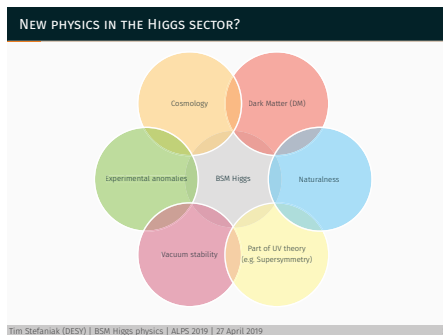 New physics in the Higgs sector?
Cosmology
Dark Matter (DM)
Experimental anomalies
BSM Higgs
Naturalness
Vacuum stability
Part of UV theory
(e.g. Supersymmetry)
Tim Stefaniak (DESY) | BSM Higgs physics | ALPS 2019 | 27 April 2019